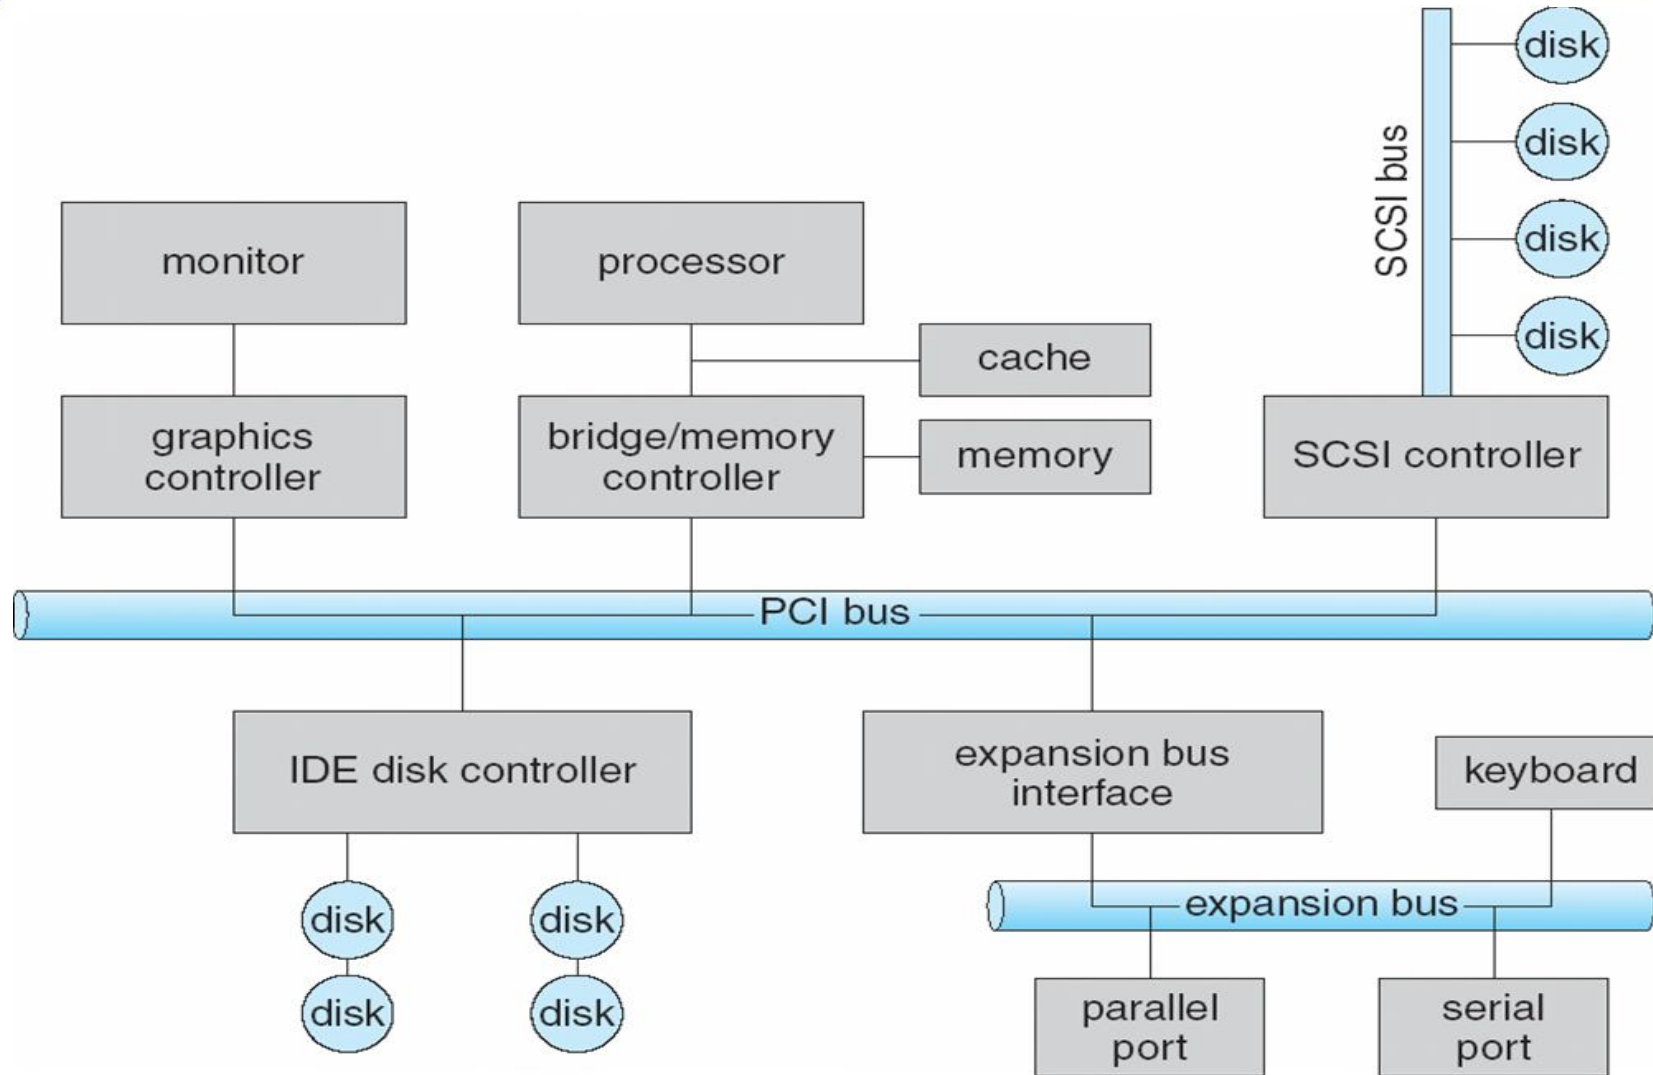 disk
disk
disk
disk
SCSI bus
monitor
processor
cache
graphics
controller
bridge/memory
controller
memory
SCSI controller
PCI bus
IDE disk controller
expansion bus
interface
keyboard
disk
disk
expansion bus
disk
disk
parallel
port
serial
port